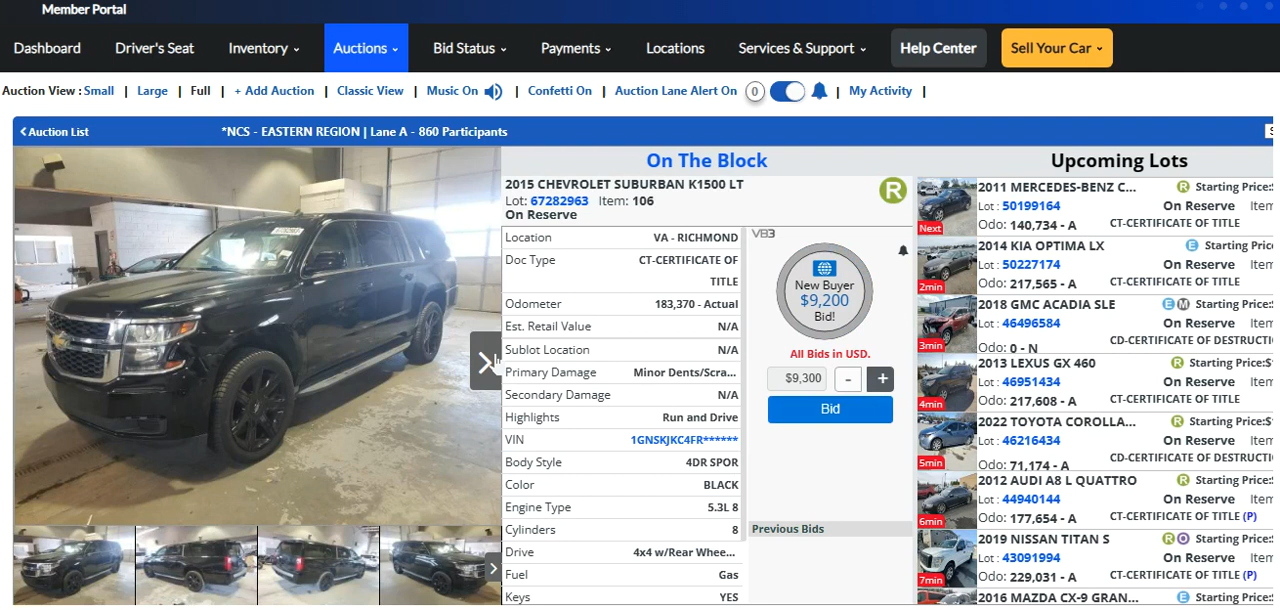 Member Portal
Dashboard Driver's Seat Inventory Auctions Bid Status Payments Locations Services & Support Help Center Sell Your Car
Auction View : Small | Large | Full | + Add Auction | Classic View | Music On | Confetti On | Auction Lane Alert On 0 | My Activity |
Auction List *NCS - EASTERN REGION | Lane A - 860 Participants
On The Block
2015 CHEVROLET SUBURBAN K1500 LT
Lot: 67282963 Item: 106
On Reserve
R
Location VA - RICHMOND
Doc Type CT-CERTIFICATE OF
TITLE
Odometer 183,370 - Actual
Est. Retail Value N/A
Sublot Location N/A
Primary Damage Minor Dents/Scra...
Secondary Damage N/A
Highlights Run and Drive
VIN 1GNSKJKC4FR******
Body Style 4DR SPOR
Color BLACK
Engine Type 5.3L 8
Cylinders 8
Drive 4x4 w/Rear Whee...
Fuel Gas
Keys YES
VB3
New Buyer
$9,200
Bid!
All Bids in USD.
$9,300 - +
Bid
Previous Bids
Upcoming Lots
2011 MERCEDES-BENZ C... R Starting Price:
Lot : 50199164 On Reserve Item
Next Odo: 140,734 - A CT-CERTIFICATE OF TITLE
2014 KIA OPTIMA LX E Starting Price
Lot : 50227174 On Reserve Item
2min Odo: 217,565 - A CT-CERTIFICATE OF TITLE
2018 GMC ACADIA SLE E M Starting Price:
Lot : 46496584 On Reserve Item
3min Odo: 0 - N CD-CERTIFICATE OF DESTRUCTI
2013 LEXUS GX 460 R Starting Price:$
Lot : 46951434 On Reserve Item
4min Odo: 217,608 - A CT-CERTIFICATE OF TITLE
2022 TOYOTA COROLLA... R Starting Price:$
Lot : 46216434 On Reserve Item
5min Odo: 71,174 - A CD-CERTIFICATE OF DESTRUCTI
2012 AUDI A8 L QUATTRO R Starting Price:
Lot : 44940144 On Reserve Item
6min Odo: 177,654 - A CT-CERTIFICATE OF TITLE (P)
2019 NISSAN TITAN S R O Starting Price:
Lot : 43091994 On Reserve Item
7min Odo: 229,031 - A CT-CERTIFICATE OF TITLE (P)
2016 MAZDA CX-9 GRAN... E Starting Price: